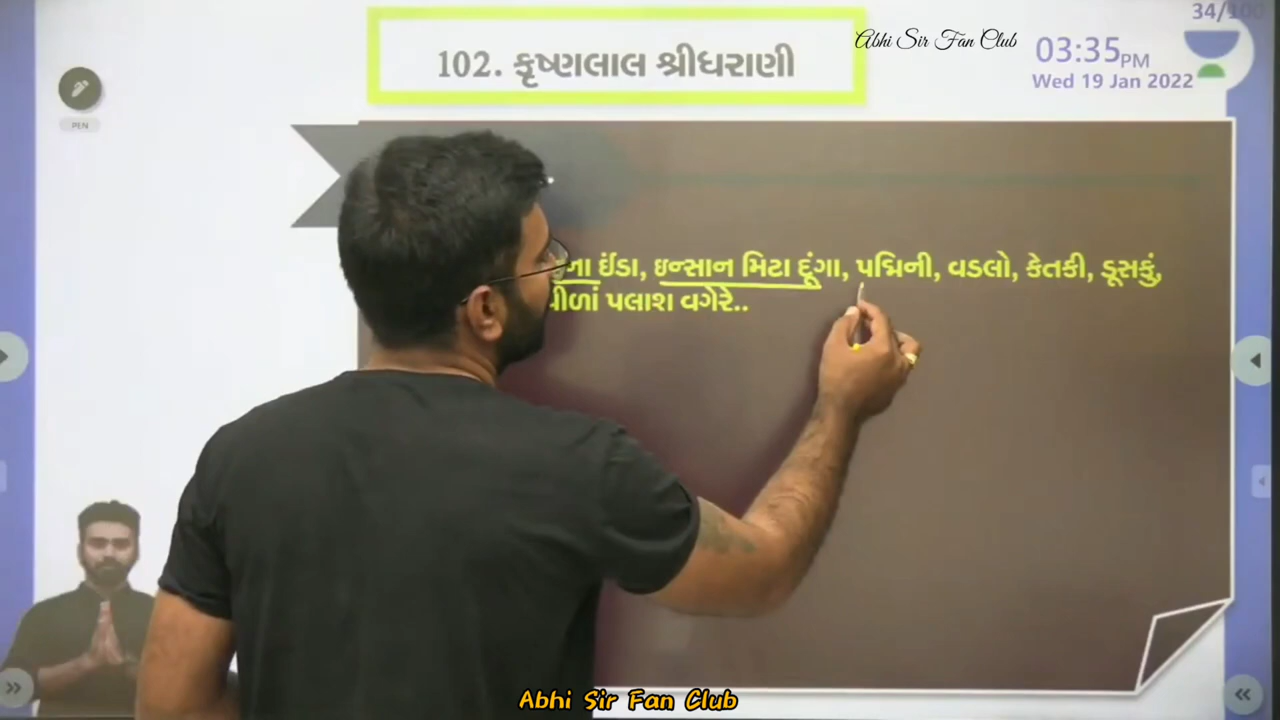 34/100
Abhi Sir Fan Club
102. કૃષ્ણલાલ શ્રીધરાણી
03:35PM
Wed 19 Jan 2022
PEN
ઈંડા, ઇન્સાન મિટા દૂંગા, પદ્મિની, વડલો, કેતકી, ડૂસકું,
પીળાં પલાશ વગેરે..
Abhi Sir Fan Club